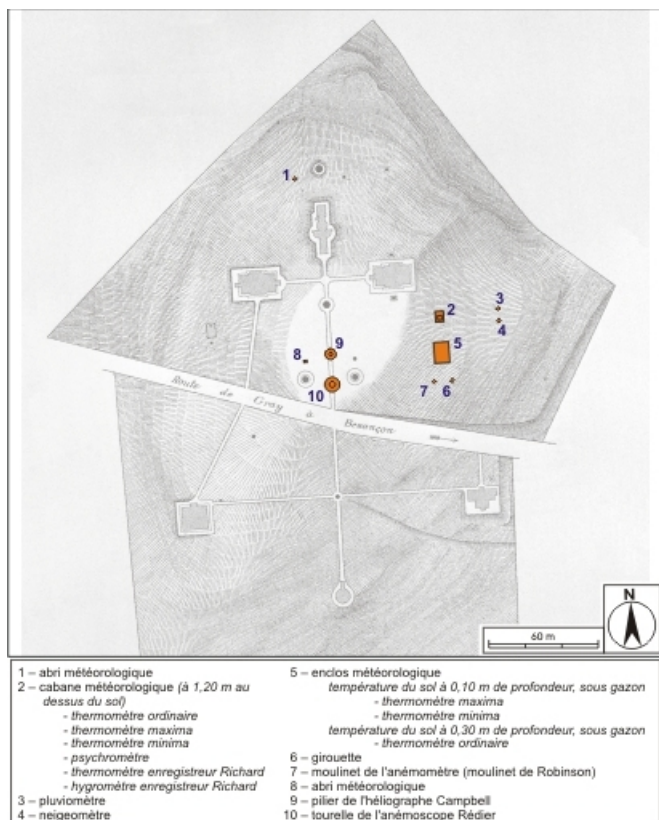 1
2
3
4
5
9
8
10
7 6
Route de Gray à Besançon
N
60 m
1 – abri météorologique
2 – cabane météorologique (à 1,20 m au
dessus du sol)
- thermomètre ordinaire
- thermomètre maxima
- thermomètre minima
- psychromètre
- thermomètre enregistreur Richard
- hygromètre enregistreur Richard
3 – pluviomètre
4 – neigeomètre
5 – enclos météorologique
température du sol à 0,10 m de profondeur, sous gazon
- thermomètre maxima
- thermomètre minima
température du sol à 0,30 m de profondeur, sous gazon
- thermomètre ordinaire
6 – girouette
7 – moulinet de l'anémomètre (moulinet de Robinson)
8 – abri météorologique
9 – pilier de l'héliographe Campbell
10 – tourelle de l'anémoscope Rédier